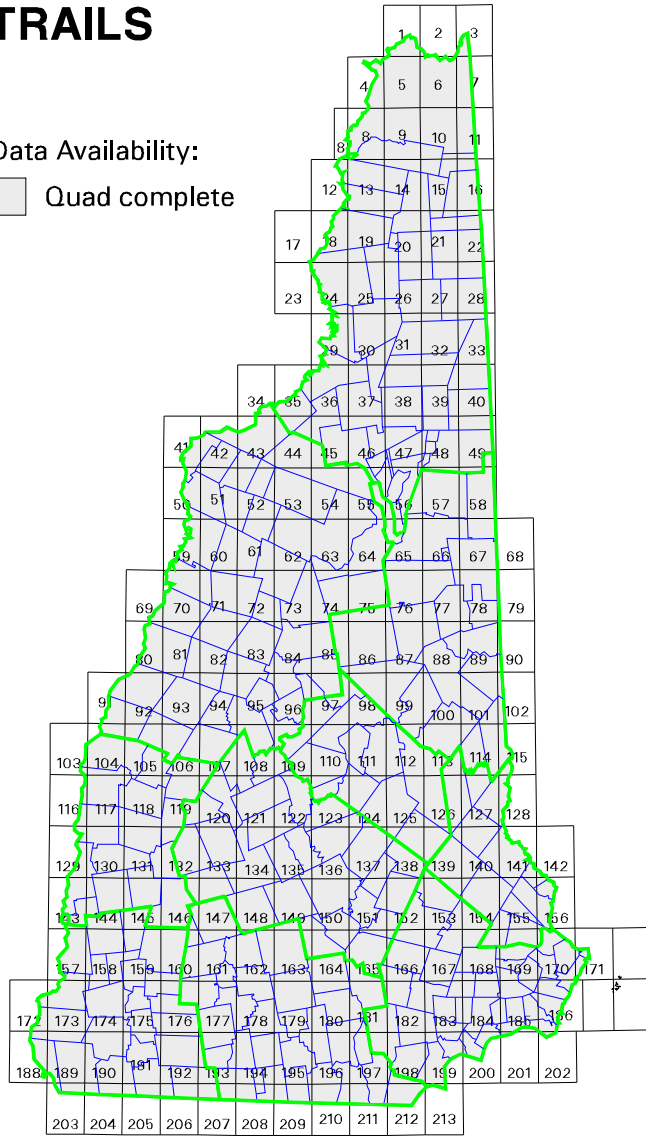 TRAILS
1 2 3
4 5 6 7
Data Availability:
8 8 9 10 11
Quad complete
12 13 14 15 16
17 18 19 20 21 22
23 24 25 26 27 28
29 30 31 32 33
34 35 36 37 38 39 40
41 42 43 44 45 46 47 48 49
50 51 52 53 54 55 56 57 58
59 60 61 62 63 64 65 66 67 68
69 70 71 72 73 74 75 76 77 78 79
80 81 82 83 84 85 86 87 88 89 90
9 92 93 94 95 96 97 98 99 100 101 102
103 104 105 106 107 108 109 110 111 112 113 114 115
116 117 118 119 120 121 122 123 124 125 126 127 128
129 130 131 132 133 134 135 136 137 138 139 140 141 142
143 144 145 146 147 148 149 150 151 152 153 154 155 156
157 158 159 160 161 162 163 164 165 166 167 168 169 170 171
172 173 174 175 176 177 178 179 180 181 182 183 184 185 186
188 189 190 191 192 193 194 195 196 197 198 199 200 201 202
203 204 205 206 207 208 209 210 211 212 213